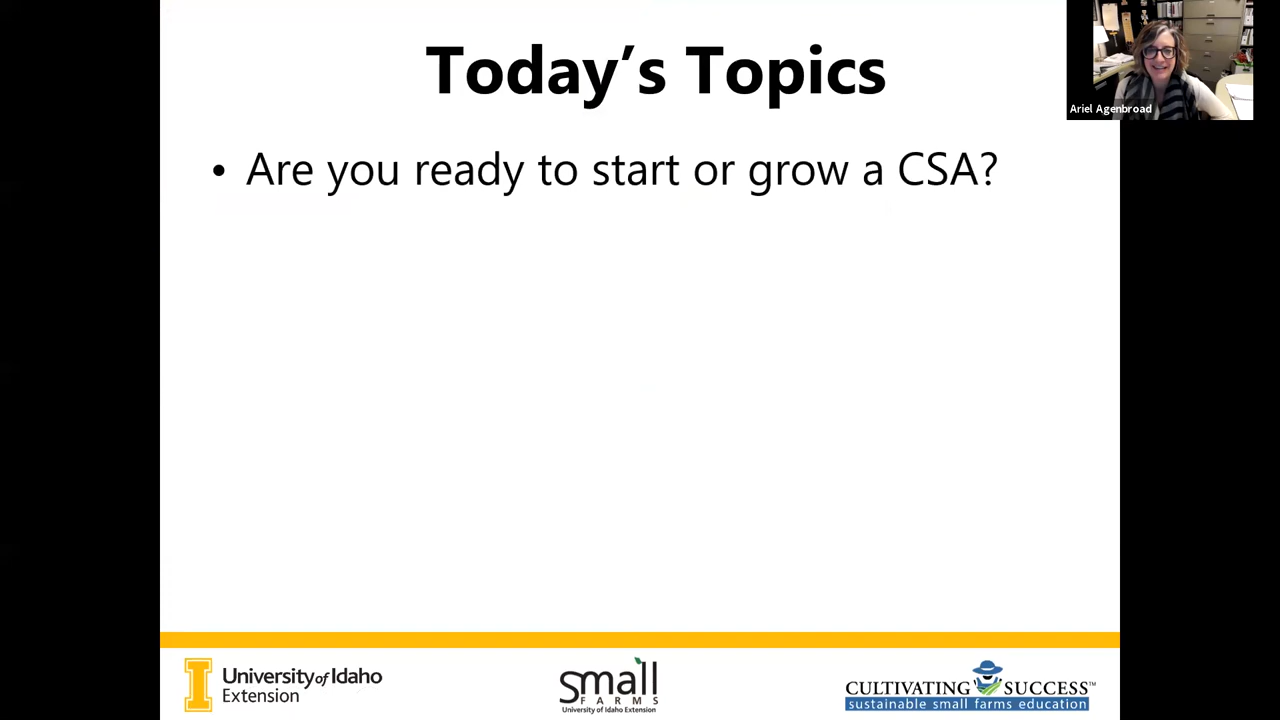 Today's Topics
Ariel Agenbroad
• Are you ready to start or grow a CSA?
University of Idaho
Extension
small
FARMS
University of Idaho Extension
CULTIVATING SUCCESS™
sustainable small farms education